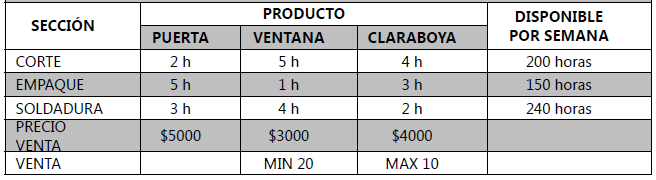 SECCIÓN PRODUCTO DISPONIBLE POR SEMANA
PUERTA VENTANA CLARABOYA
CORTE 2 h 5 h 4 h 200 horas
EMPAQUE 5 h 1 h 3 h 150 horas
SOLDADURA 3 h 4 h 2 h 240 horas
PRECIO VENTA $5000 $3000 $4000
VENTA MIN 20 MAX 10